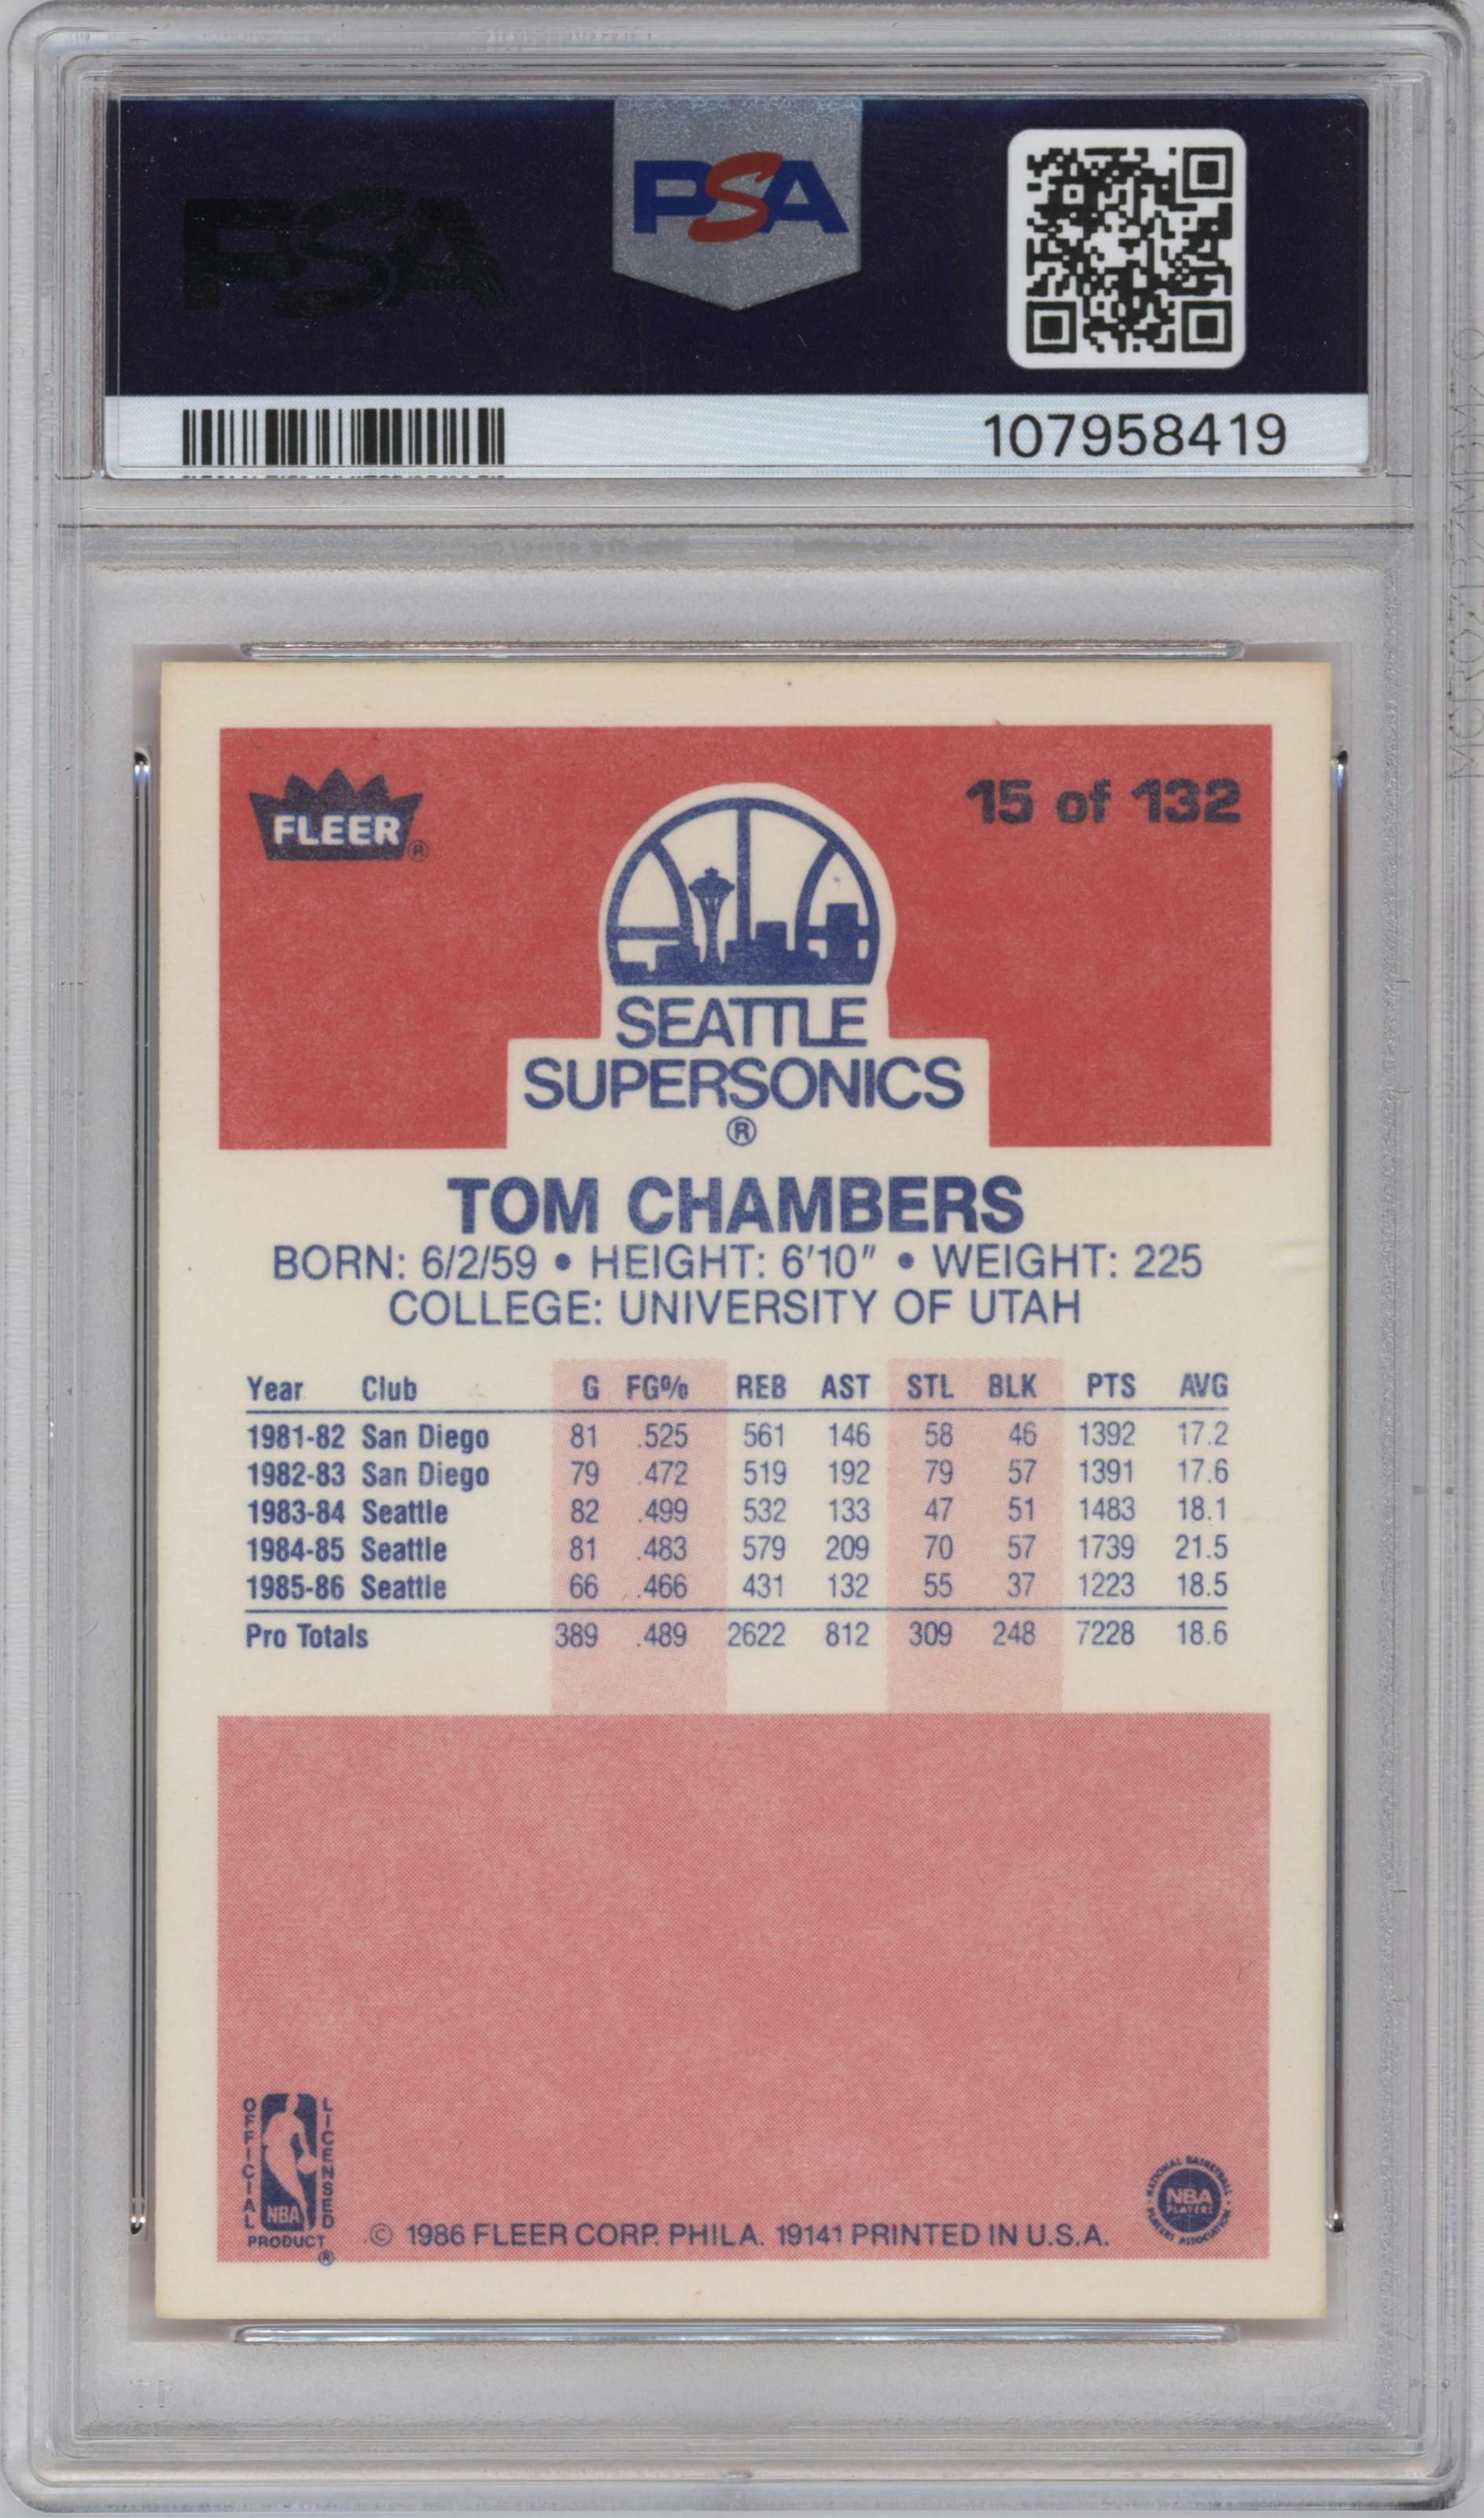 PSA
PSA
107958419
FLEER®
15 of 132
SEATTLE
SUPERSONICS
®
TOM CHAMBERS
BORN: 6/2/59 • HEIGHT: 6'10" • WEIGHT: 225
COLLEGE: UNIVERSITY OF UTAH
Year Club G FG% REB AST STL BLK PTS AVG
1981-82 San Diego 81 .525 561 146 58 46 1392 17.2
1982-83 San Diego 79 .472 519 192 79 57 1391 17.6
1983-84 Seattle 82 .499 532 133 47 51 1483 18.1
1984-85 Seattle 81 .483 579 209 70 57 1739 21.5
1985-86 Seattle 66 .466 431 132 55 37 1223 18.5
Pro Totals 389 .489 2622 812 309 248 7228 18.6
OFFICIAL
LICENSED
NBA
PRODUCT
®
© 1986 FLEER CORP. PHILA. 19141 PRINTED IN U.S.A.
NATIONAL BASKETBALL
NBA
PLAYERS
PLAYERS ASSOCIATION